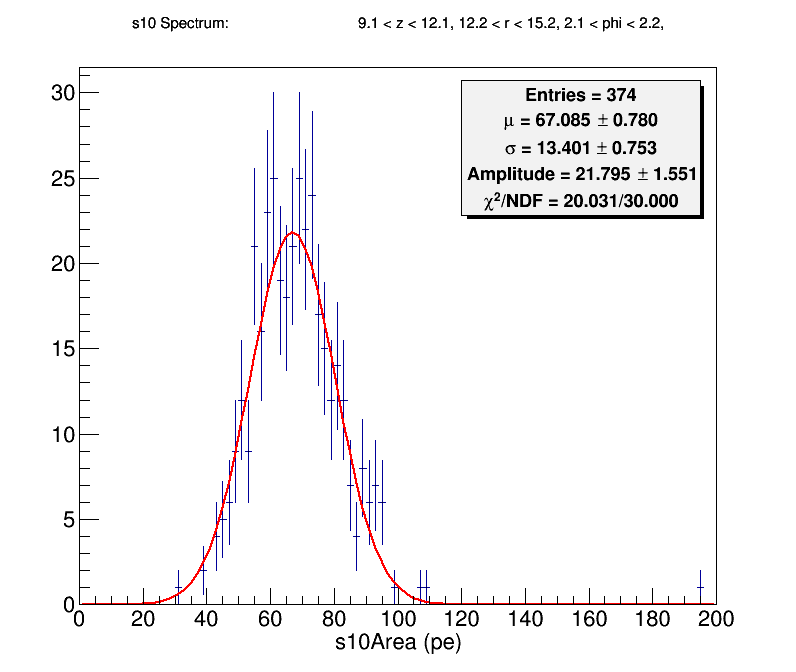 s10 Spectrum: 9.1 < z < 12.1, 12.2 < r < 15.2, 2.1 < phi < 2.2,
Entries = 374
μ = 67.085 ± 0.780
σ = 13.401 ± 0.753
Amplitude = 21.795 ± 1.551
χ²/NDF = 20.031/30.000
30
25
20
15
10
5
0
0 20 40 60 80 100 120 140 160 180 200
s10Area (pe)